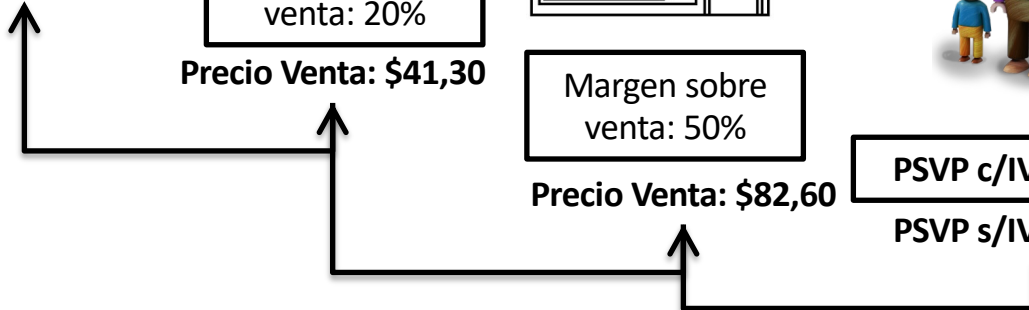 venta: 20%
Precio Venta: $41,30
Margen sobre
venta: 50%
Precio Venta: $82,60
PSVP c/IV
PSVP s/IV